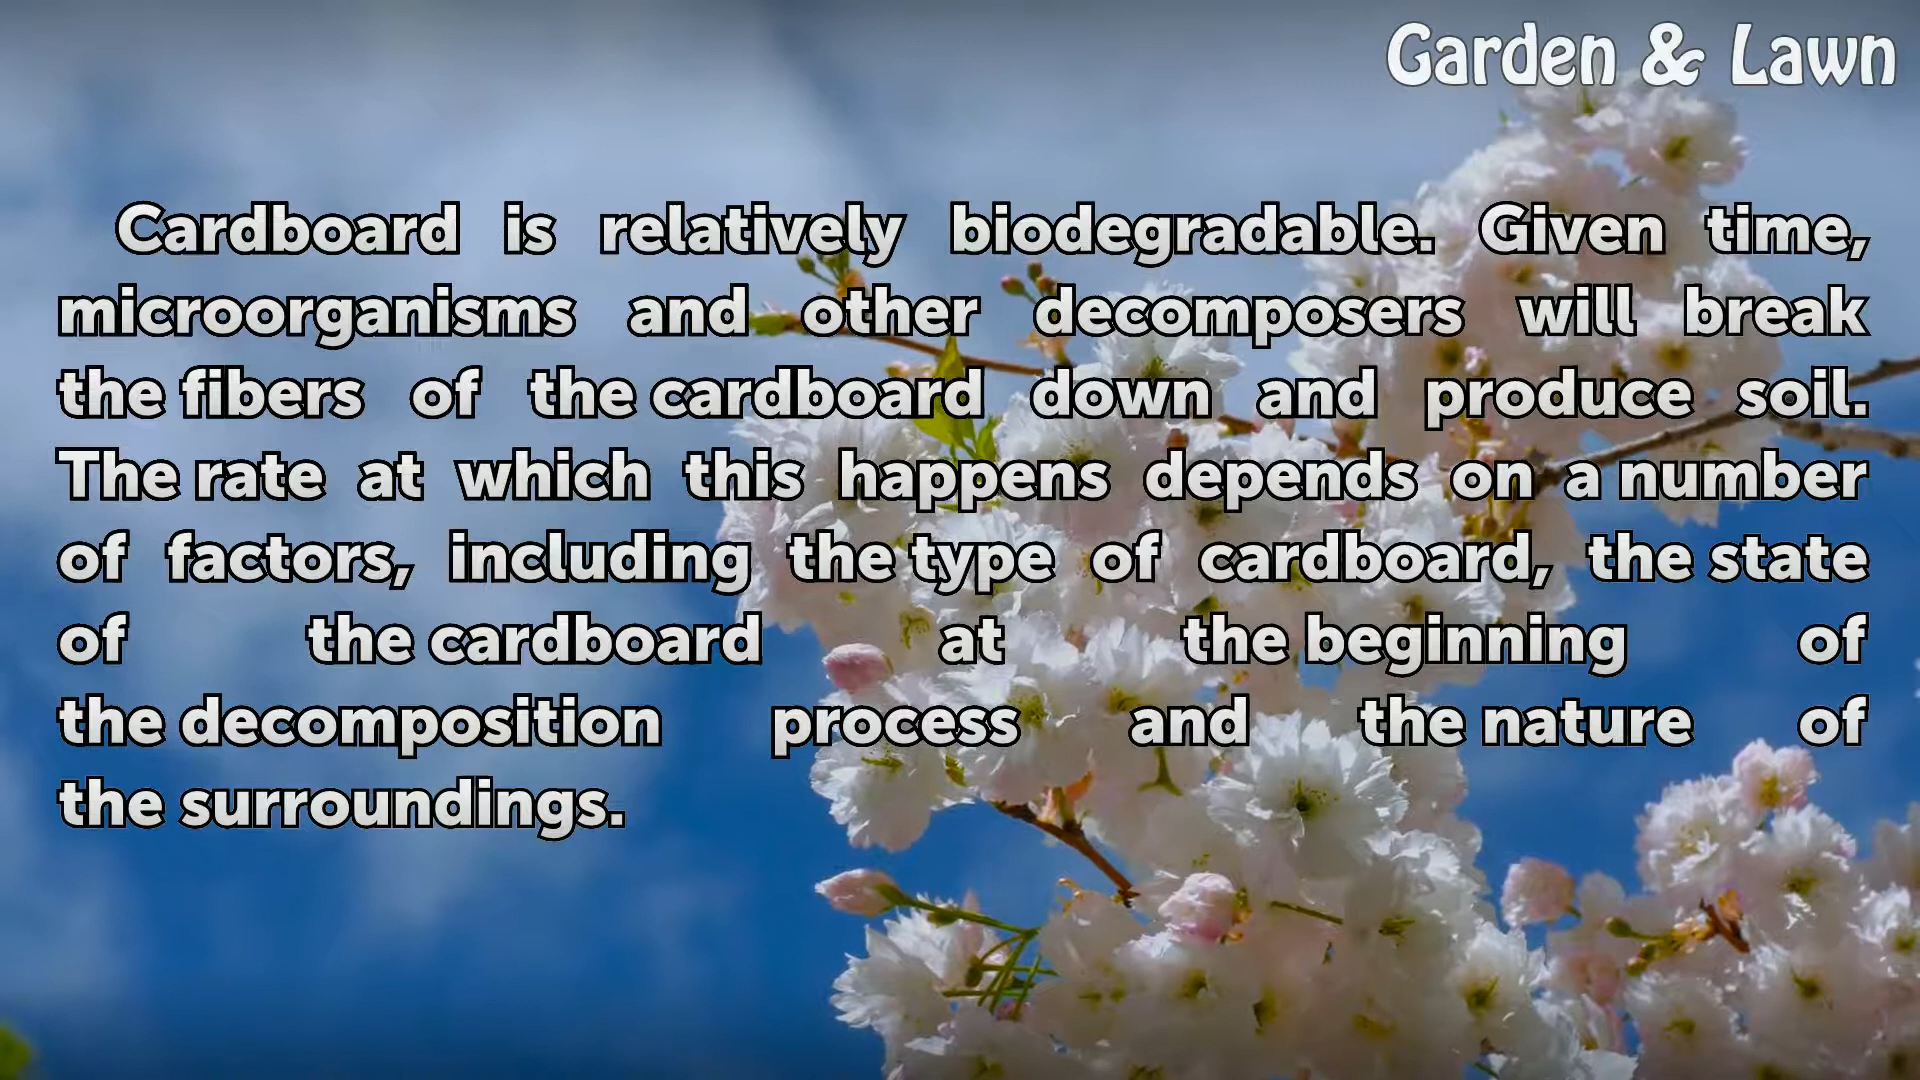 Garden & Lawn
Cardboard is relatively biodegradable. Given time,
microorganisms and other decomposers will break
the fibers of the cardboard down and produce soil.
The rate at which this happens depends on a number
of factors, including the type of cardboard, the state
of the cardboard at the beginning of
the decomposition process and the nature of
the surroundings.